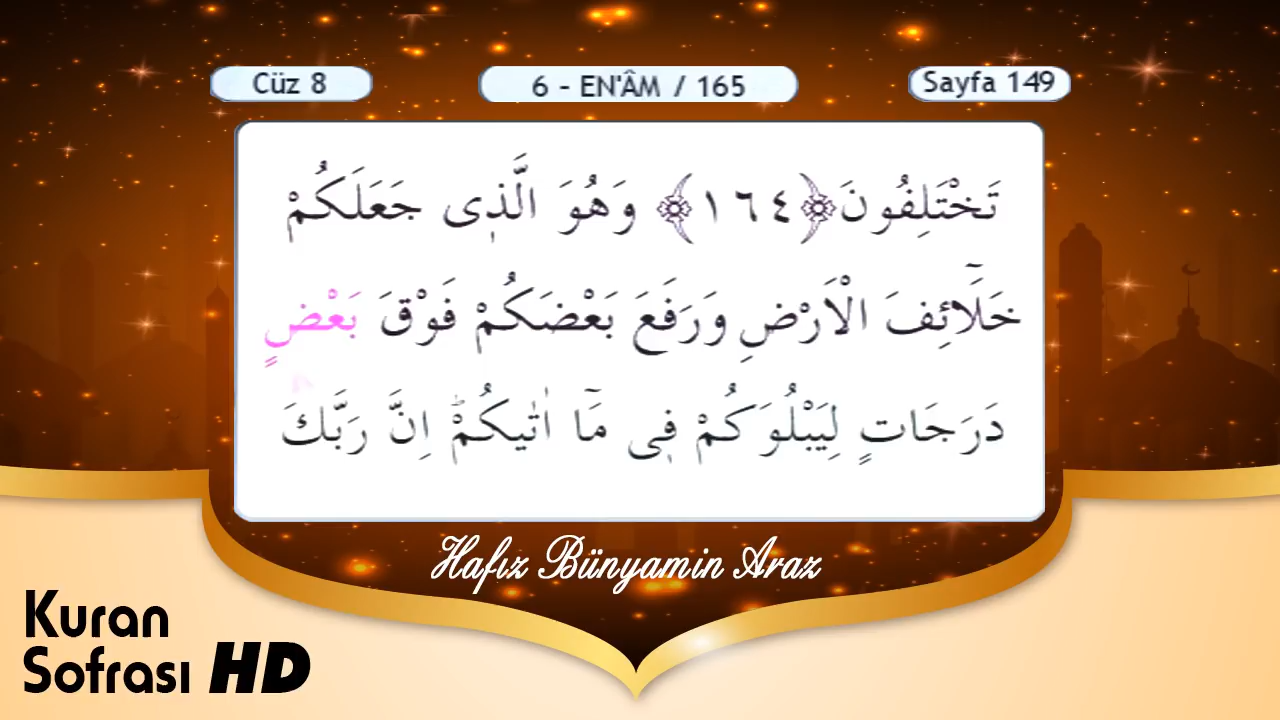 Cüz 8
6 - EN'ÂM / 165
Sayfa 149
تَخْتَلِفُونَ ﴿١٦٤﴾ وَهُوَ الَّذ۪ى جَعَلَكُمْ
خَلَٓائِفَ الْاَرْضِ وَرَفَعَ بَعْضَكُمْ فَوْقَ بَعْضٍ
دَرَجَاتٍ لِيَبْلُوَكُمْ ف۪ى مَٓا اٰتٰيكُمْۜ اِنَّ رَبَّكَ
Hafız Bünyamin Araz
Kuran
Sofrası HD